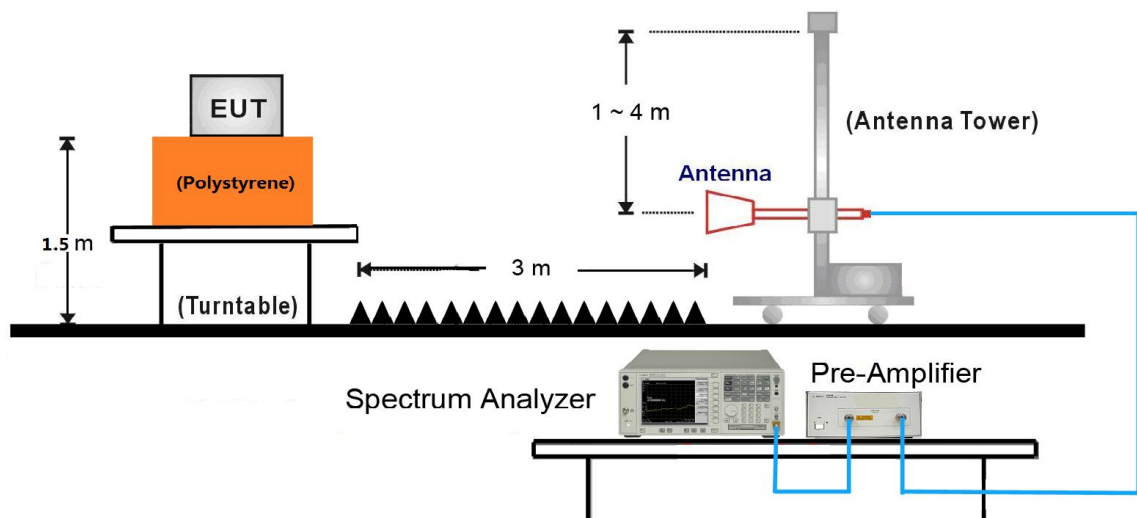 EUT
(Polystyrene)
1.5 m
(Turntable)
3 m
1 ~ 4 m
(Antenna Tower)
Antenna
Spectrum Analyzer
Pre-Amplifier